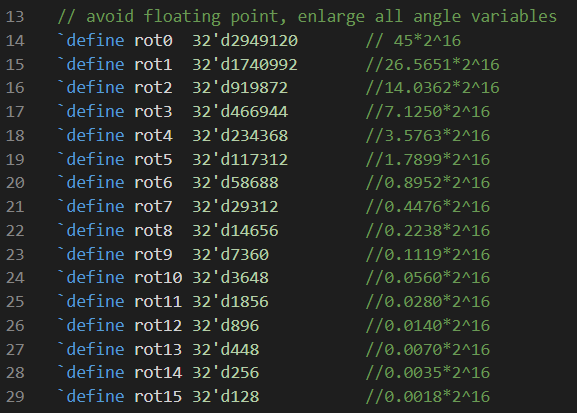 13 // avoid floating point, enlarge all angle variables
14 `define rot0 32'd2949120 // 45*2^16
15 `define rot1 32'd1740992 //26.5651*2^16
16 `define rot2 32'd919872 //14.0362*2^16
17 `define rot3 32'd466944 //7.1250*2^16
18 `define rot4 32'd234368 //3.5763*2^16
19 `define rot5 32'd117312 //1.7899*2^16
20 `define rot6 32'd58688 //0.8952*2^16
21 `define rot7 32'd29312 //0.4476*2^16
22 `define rot8 32'd14656 //0.2238*2^16
23 `define rot9 32'd7360 //0.1119*2^16
24 `define rot10 32'd3648 //0.0560*2^16
25 `define rot11 32'd1856 //0.0280*2^16
26 `define rot12 32'd896 //0.0140*2^16
27 `define rot13 32'd448 //0.0070*2^16
28 `define rot14 32'd256 //0.0035*2^16
29 `define rot15 32'd128 //0.0018*2^16